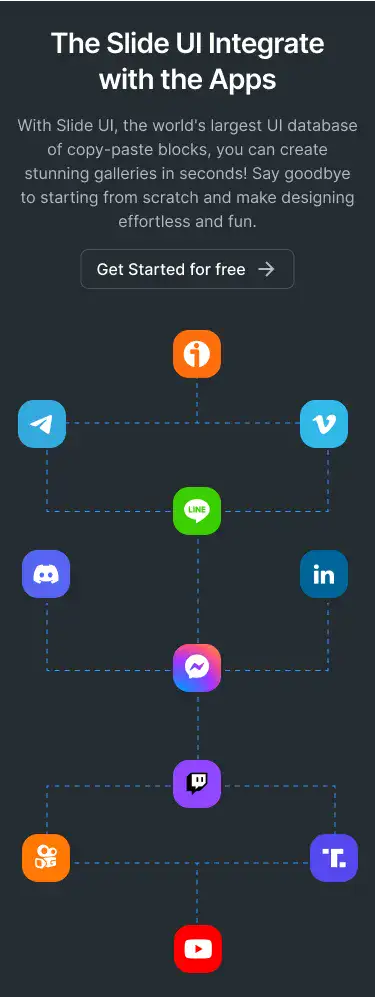 The Slide UI Integrate
with the Apps
With Slide UI, the world's largest UI database
of copy-paste blocks, you can create
stunning galleries in seconds! Say goodbye
to starting from scratch and make designing
effortless and fun.
Get Started for free
LINE
in